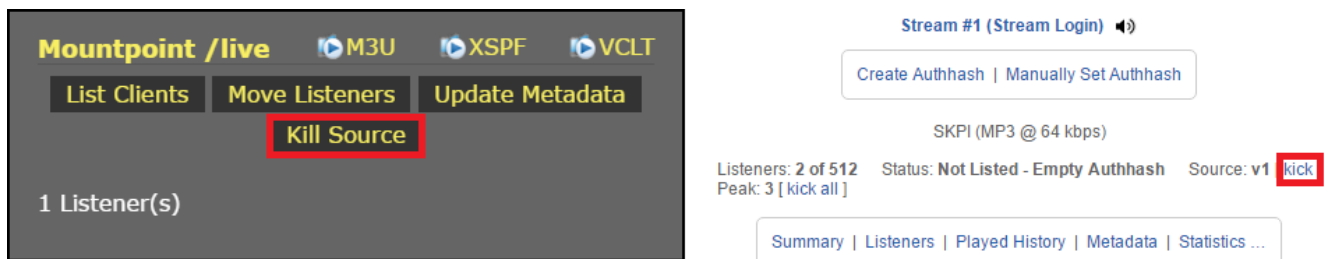 Mountpoint /live M3U XSPF VCLT
List Clients Move Listeners Update Metadata
Kill Source
1 Listener(s)
Stream #1 (Stream Login)
Create Authhash | Manually Set Authhash
SKPI (MP3 @ 64 kbps)
Listeners: 2 of 512 Status: Not Listed - Empty Authhash Source: v1 [ kick
Peak: 3 [ kick all ]
Summary | Listeners | Played History | Metadata | Statistics ...